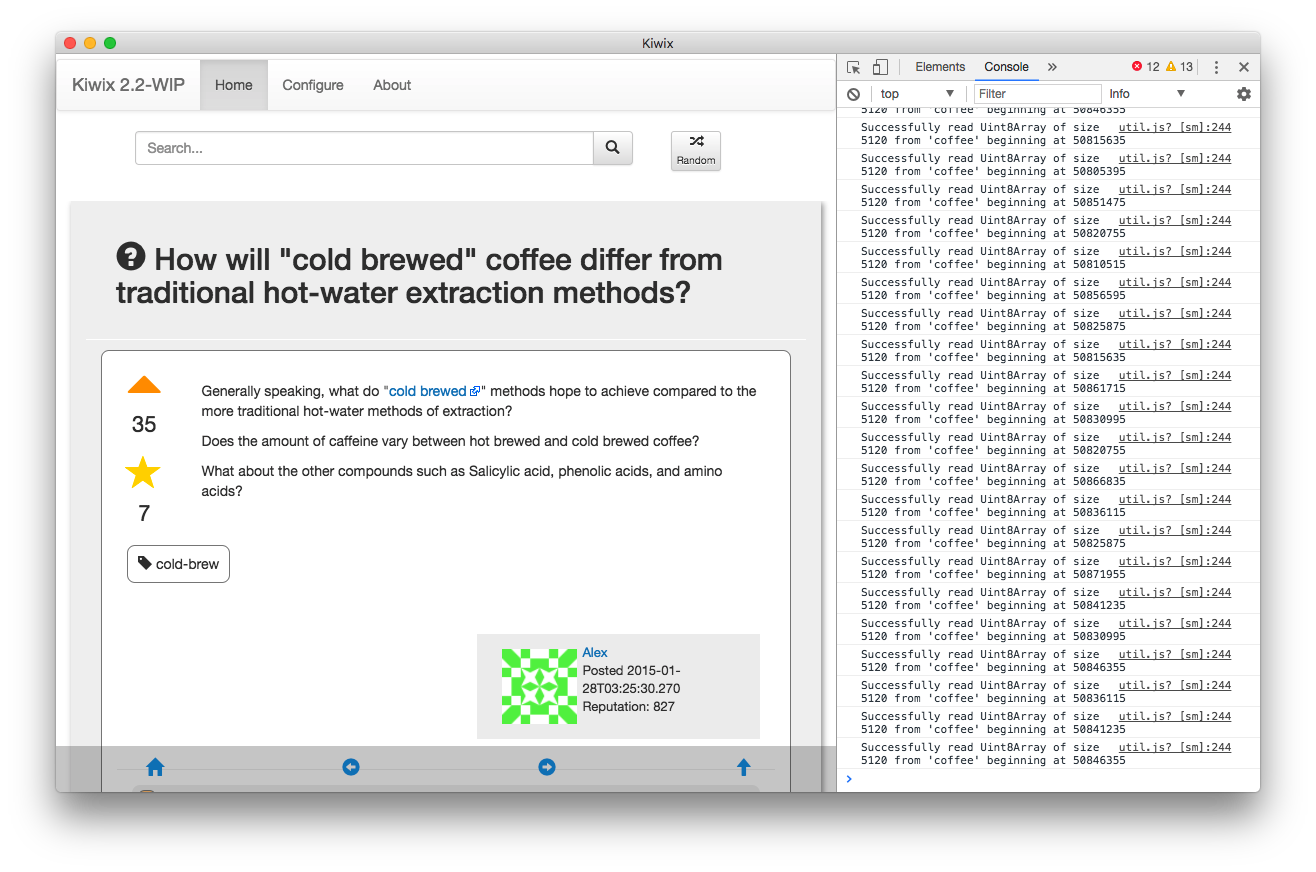 Kiwix
Kiwix 2.2-WIP
Home
Configure
About
Search...
Random
How will "cold brewed" coffee differ from
traditional hot-water extraction methods?
35
7
Generally speaking, what do "cold brewed" methods hope to achieve compared to the
more traditional hot-water methods of extraction?
Does the amount of caffeine vary between hot brewed and cold brewed coffee?
What about the other compounds such as Salicylic acid, phenolic acids, and amino
acids?
cold-brew
Alex
Posted 2015-01-
28T03:25:30.270
Reputation: 827
Elements Console » 12 13
top Filter Info
5120 from 'coffee' beginning at 50846355
Successfully read Uint8Array of size util.js? [sm]:244
5120 from 'coffee' beginning at 50815635
Successfully read Uint8Array of size util.js? [sm]:244
5120 from 'coffee' beginning at 50805395
Successfully read Uint8Array of size util.js? [sm]:244
5120 from 'coffee' beginning at 50851475
Successfully read Uint8Array of size util.js? [sm]:244
5120 from 'coffee' beginning at 50820755
Successfully read Uint8Array of size util.js? [sm]:244
5120 from 'coffee' beginning at 50810515
Successfully read Uint8Array of size util.js? [sm]:244
5120 from 'coffee' beginning at 50856595
Successfully read Uint8Array of size util.js? [sm]:244
5120 from 'coffee' beginning at 50825875
Successfully read Uint8Array of size util.js? [sm]:244
5120 from 'coffee' beginning at 50815635
Successfully read Uint8Array of size util.js? [sm]:244
5120 from 'coffee' beginning at 50861715
Successfully read Uint8Array of size util.js? [sm]:244
5120 from 'coffee' beginning at 50830995
Successfully read Uint8Array of size util.js? [sm]:244
5120 from 'coffee' beginning at 50820755
Successfully read Uint8Array of size util.js? [sm]:244
5120 from 'coffee' beginning at 50866835
Successfully read Uint8Array of size util.js? [sm]:244
5120 from 'coffee' beginning at 50836115
Successfully read Uint8Array of size util.js? [sm]:244
5120 from 'coffee' beginning at 50825875
Successfully read Uint8Array of size util.js? [sm]:244
5120 from 'coffee' beginning at 50871955
Successfully read Uint8Array of size util.js? [sm]:244
5120 from 'coffee' beginning at 50841235
Successfully read Uint8Array of size util.js? [sm]:244
5120 from 'coffee' beginning at 50830995
Successfully read Uint8Array of size util.js? [sm]:244
5120 from 'coffee' beginning at 50846355
Successfully read Uint8Array of size util.js? [sm]:244
5120 from 'coffee' beginning at 50836115
Successfully read Uint8Array of size util.js? [sm]:244
5120 from 'coffee' beginning at 50841235
Successfully read Uint8Array of size util.js? [sm]:244
5120 from 'coffee' beginning at 50846355